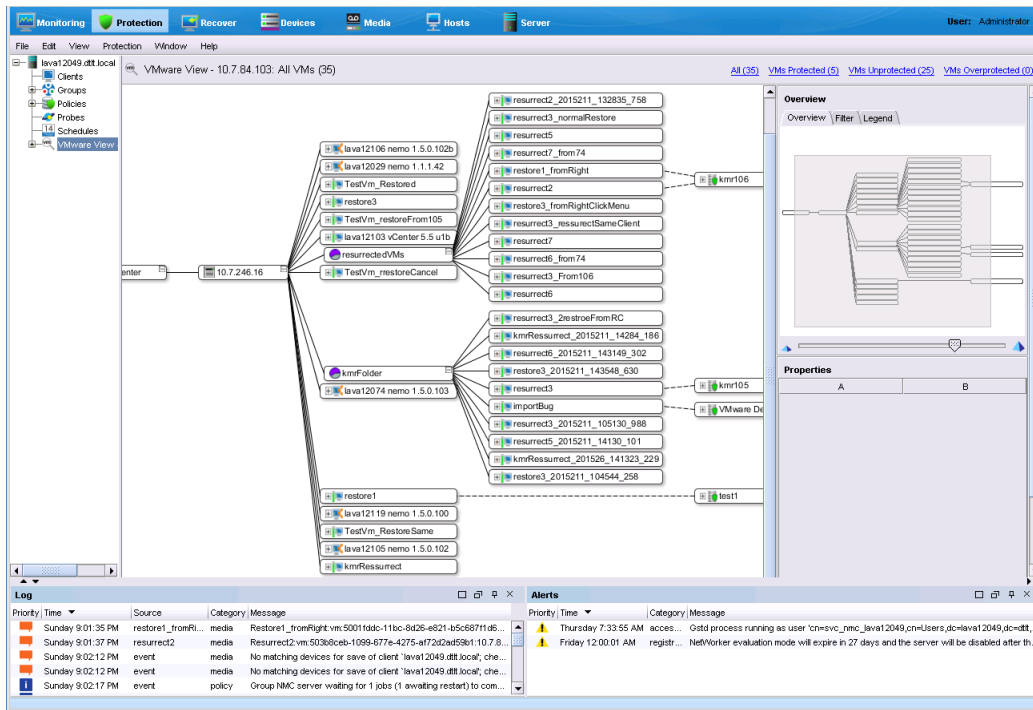 Monitoring Protection Recover Devices Media Hosts Server User: Administrator
File Edit View Protection Window Help
lava12049.dtlt.local
Clients
Groups
Policies
Probes
14 Schedules
VMware View -
VMware View - 10.7.84.103: All VMs (35) All (35) VMs Protected (5) VMs Unprotected (25) VMs Overprotected (0)
enter
10.7.246.16
lava12106 nemo 1.5.0.102b
lava12029 nemo 1.1.1.42
TestVm_Restored
restore3
TestVm_restoreFrom105
lava12103 vCenter 5.5 u1b
resurrectedVMs
TestVm_rrestoreCancel
kmrFolder
lava12074 nemo 1.5.0.103
restore1
lava12119 nemo 1.5.0.100
TestVm_RestoreSame
lava12105 nemo 1.5.0.102
kmrRessurrect
resurrect2_2015211_132835_758
resurrect3_normalRestore
resurrect5
resurrect7_from74
restore1_fromRight
resurrect2
restore3_fromRightClickMenu
resurrect3_ressurectSameClient
resurrect7
resurrect6_from74
resurrect3_From106
resurrect6
resurrect3_2restroeFromRC
kmrRessurrect_2015211_14284_186
resurrect6_2015211_143149_302
restore3_2015211_143548_630
resurrect3
importBug
resurrect3_2015211_105130_988
resurrect5_2015211_14130_101
kmrRessurrect_201526_141323_229
restore3_2015211_104544_258
kmr106
kmr105
VMware De
test1
Overview
Overview Filter Legend
Properties
A B
Log
Priority Time Source Category Message
Sunday 9:01:35 PM restore1_fromRi... media Restore1_fromRight:vm:5001fddc-11bc-8d26-e821-b5c687f1d6...
Sunday 9:01:37 PM resurrect2 media Resurrect2:vm:503b8ceb-1099-677e-4275-af72d2ad59b1:10.7.8...
Sunday 9:02:12 PM event media No matching devices for save of client `lava12049.dtlt.local'; che...
Sunday 9:02:12 PM event media No matching devices for save of client `lava12049.dtlt.local'; che...
Sunday 9:02:17 PM event policy Group NMC server waiting for 1 jobs (1 awaiting restart) to com...
Alerts
Priority Time Category Message
Thursday 7:33:55 AM acces... Gstd process running as user 'cn=svc_nmc_lava12049,cn=Users,dc=lava12049,dc=dtlt,
Friday 12:00:01 AM registr... NetWorker evaluation mode will expire in 27 days and the server will be disabled after th...